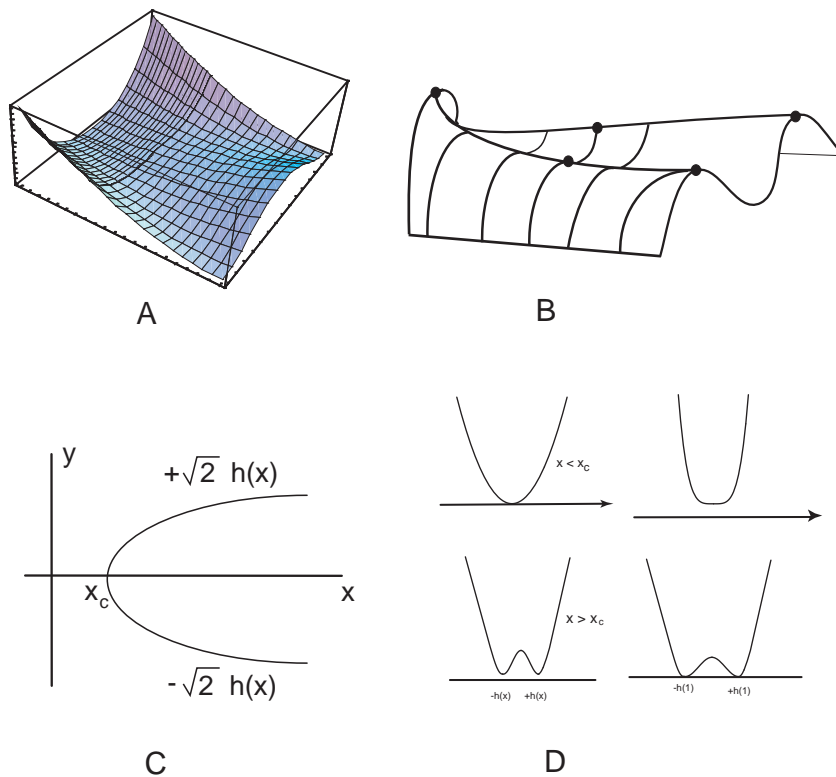 A
B
y
+√2 h(x)
x_c
x
-√2 h(x)
C
x < x_c
x > x_c
-h(x) +h(x)
-h(1) +h(1)
D